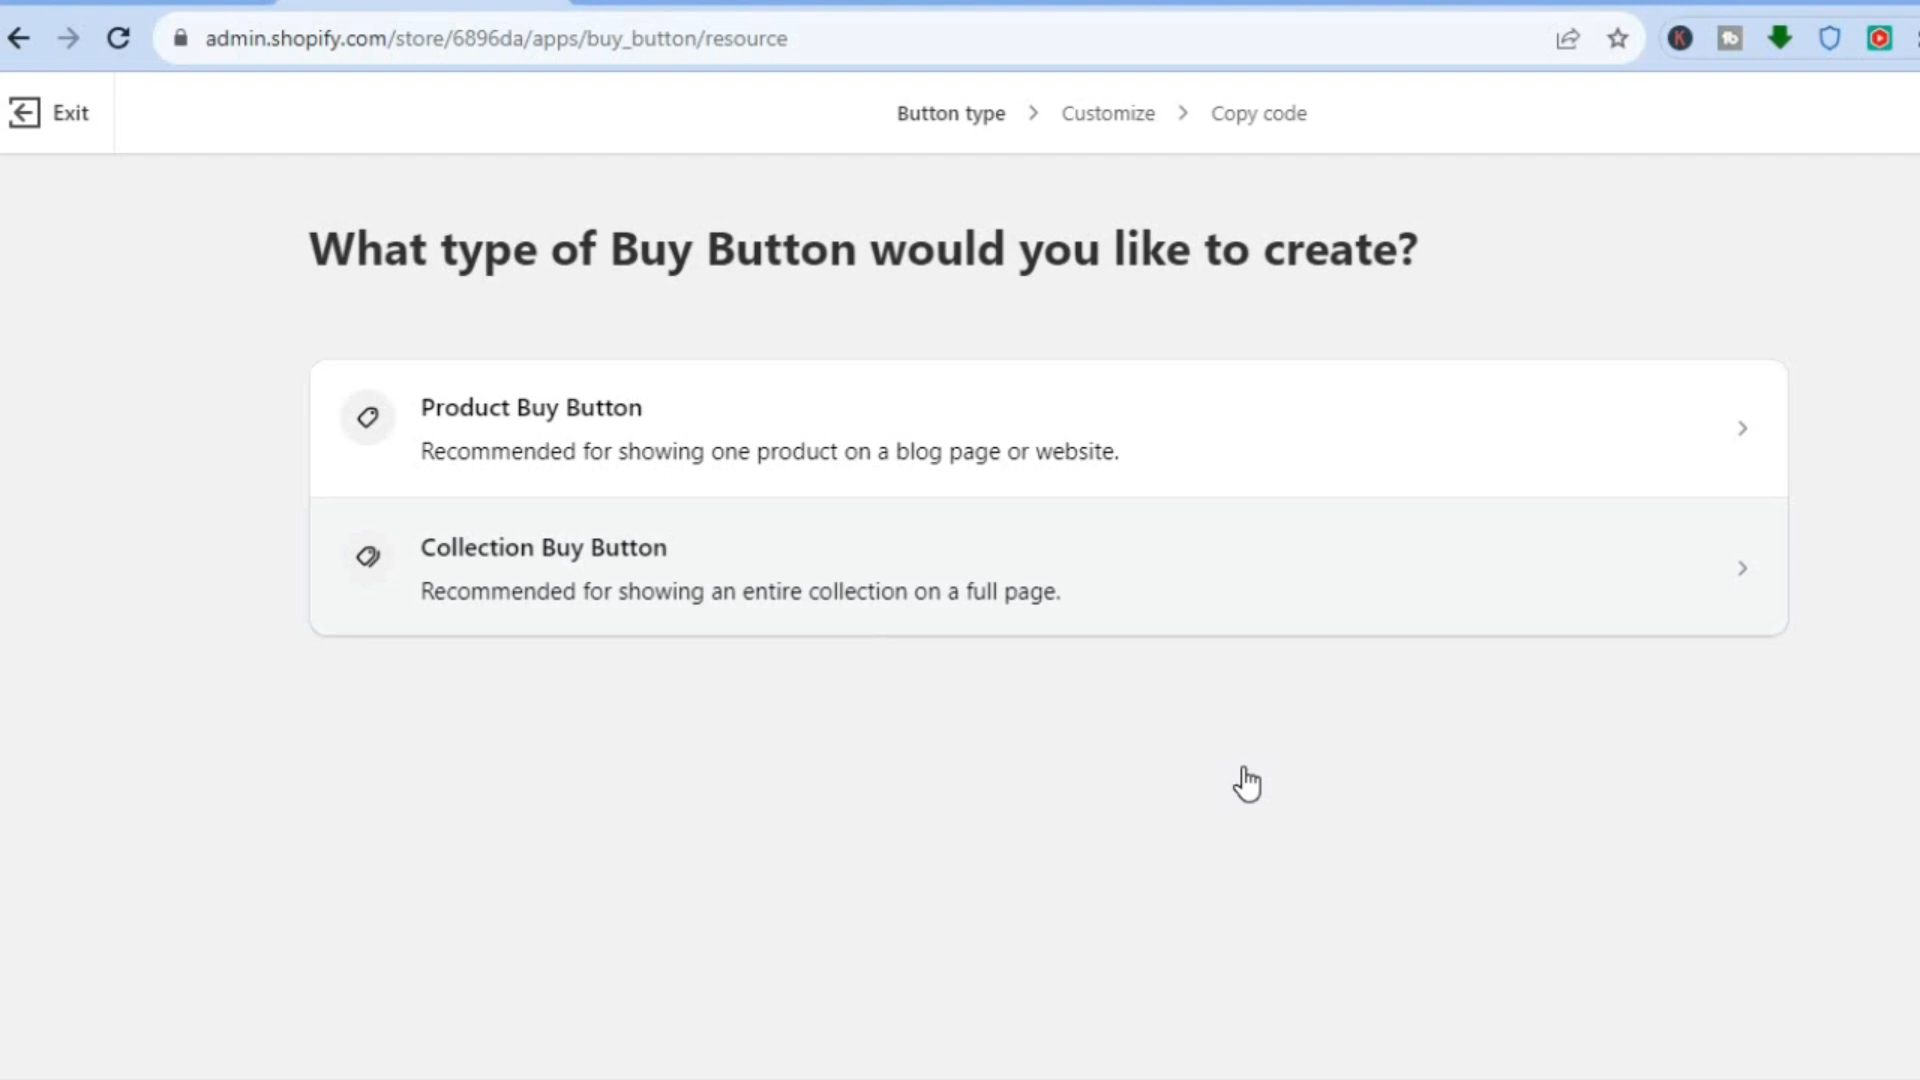 admin.shopify.com/store/6896da/apps/buy_button/resource
K
tb
Exit
Button type > Customize > Copy code
What type of Buy Button would you like to create?
Product Buy Button
Recommended for showing one product on a blog page or website.
Collection Buy Button
Recommended for showing an entire collection on a full page.